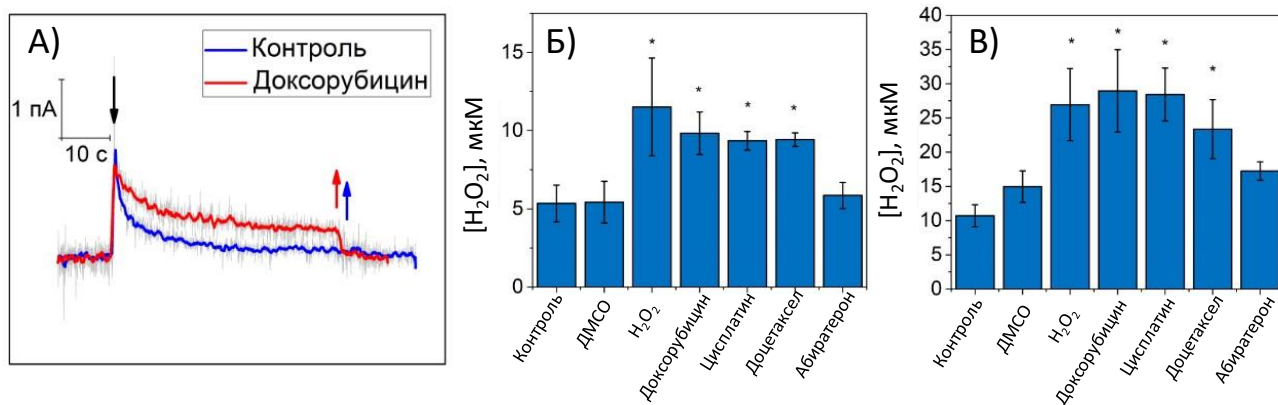 А)
Контроль
Доксорубицин
1 пА
10 с
Б)
[H₂O₂], мкМ
15
10
5
0
*
*
*
*
Контроль
ДМСО
H₂O₂
Доксорубицин
Цисплатин
Доцетаксел
Абиратерон
В)
[H₂O₂], мкМ
40
35
30
25
20
15
10
5
0
*
*
*
*
Контроль
ДМСО
H₂O₂
Доксорубицин
Цисплатин
Доцетаксел
Абиратерон